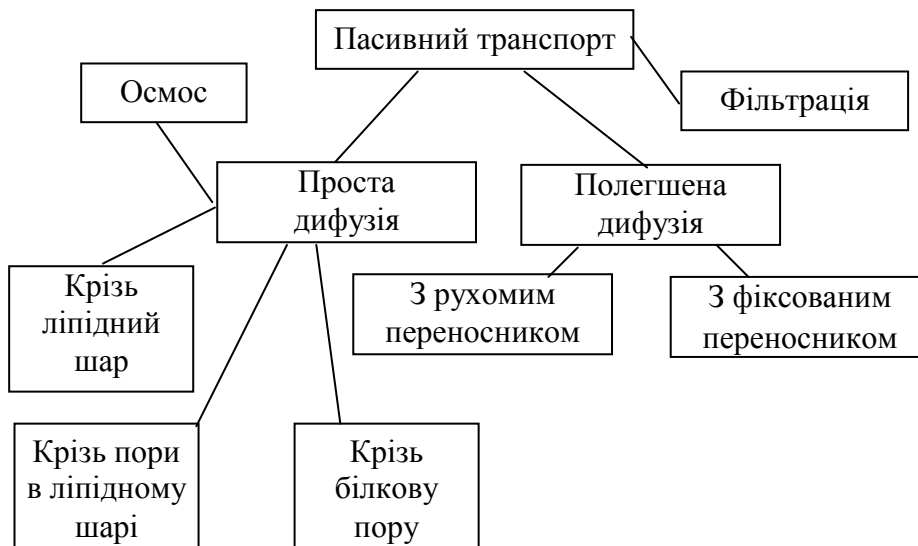 Пасивний транспорт
Осмос
Фільтрація
Проста
дифузія
Полегшена
дифузія
Крізь
ліпідний
шар
З рухомим
переносником
З фіксованим
переносником
Крізь пори
в ліпідному
шарі
Крізь
білкову
пору